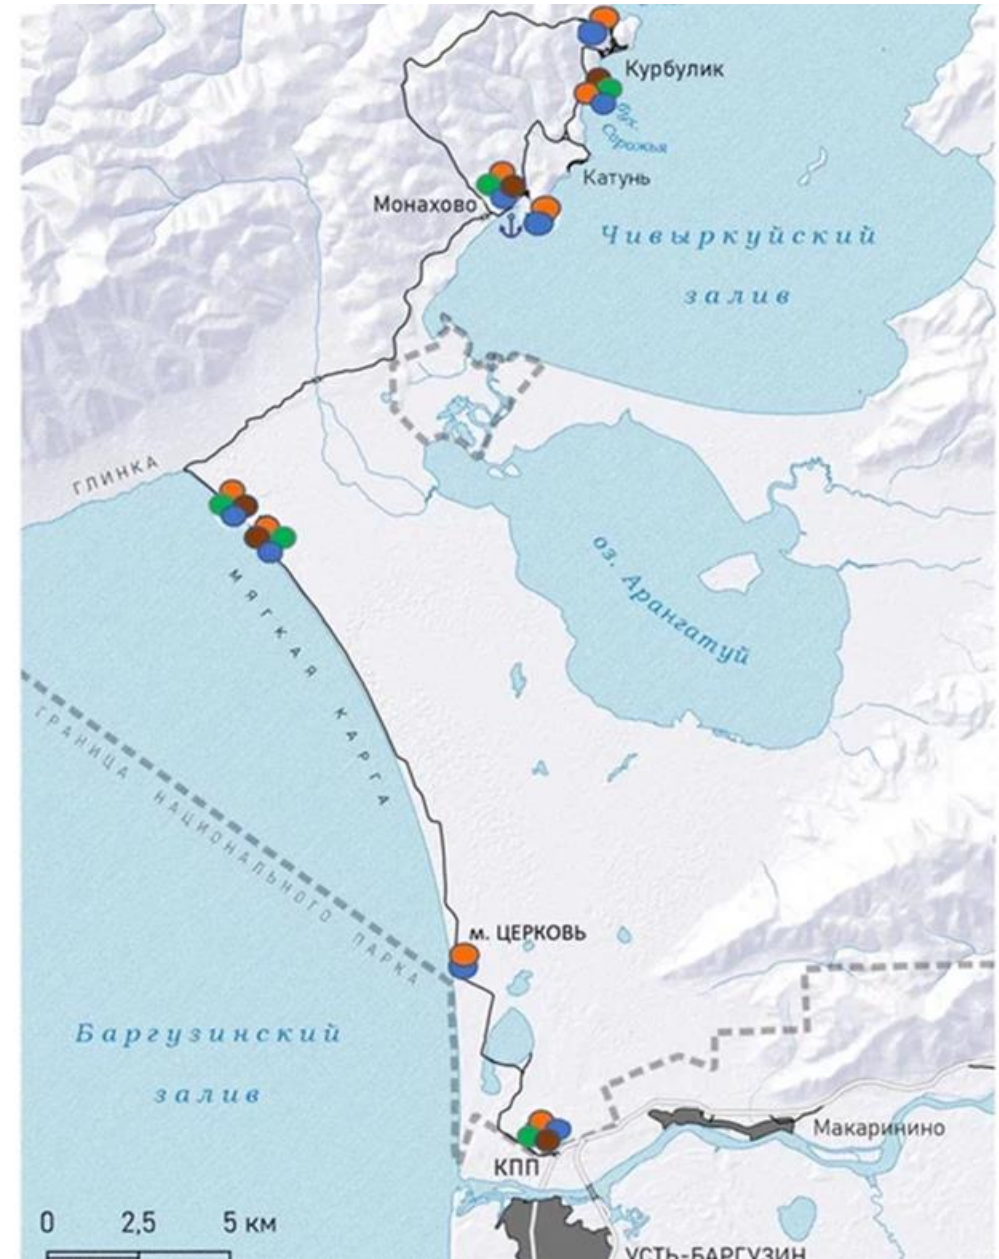 Курбулик
бух.
Сорожья
Катунь
Монахово
Чивыркуйский
залив
ГЛИНКА
оз. Арангатуй
МЯГКАЯ КАРГА
ГРАНИЦА НАЦИОНАЛЬНОГО ПАРКА
м. ЦЕРКОВЬ
Баргузинский
залив
Макаринино
КПП
0 2,5 5 км
УСТЬ-БАРГУЗИН